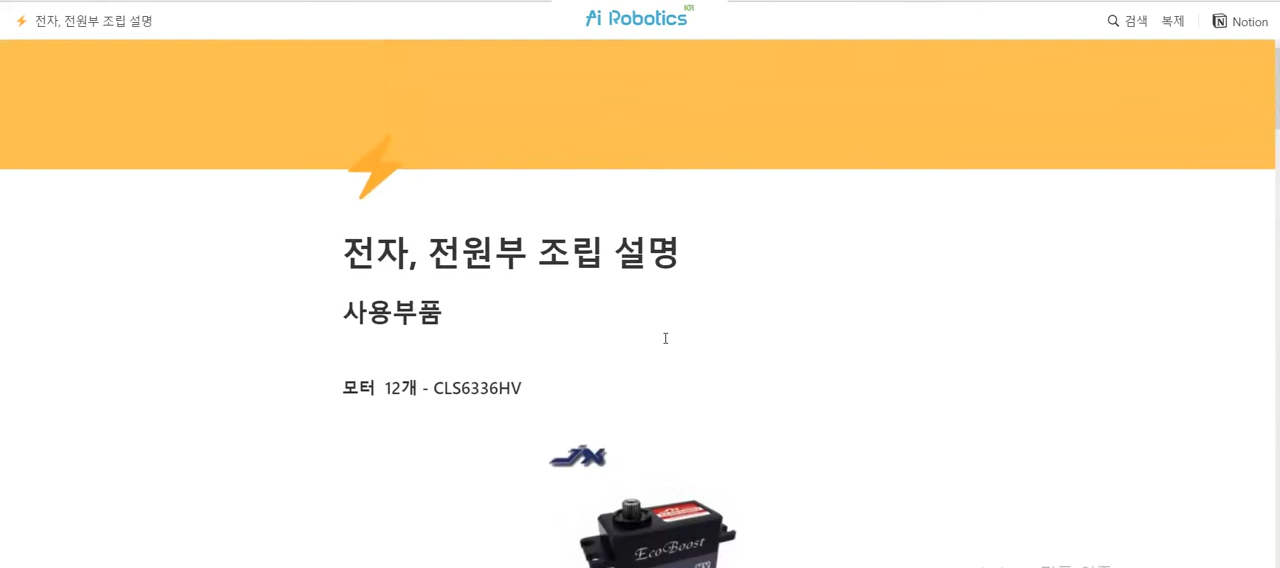 전자, 전원부 조립 설명
Ai Robotics KR
검색 복제 Notion
전자, 전원부 조립 설명
사용부품
모터 12개 - CLS6336HV
JX
EcoBoost